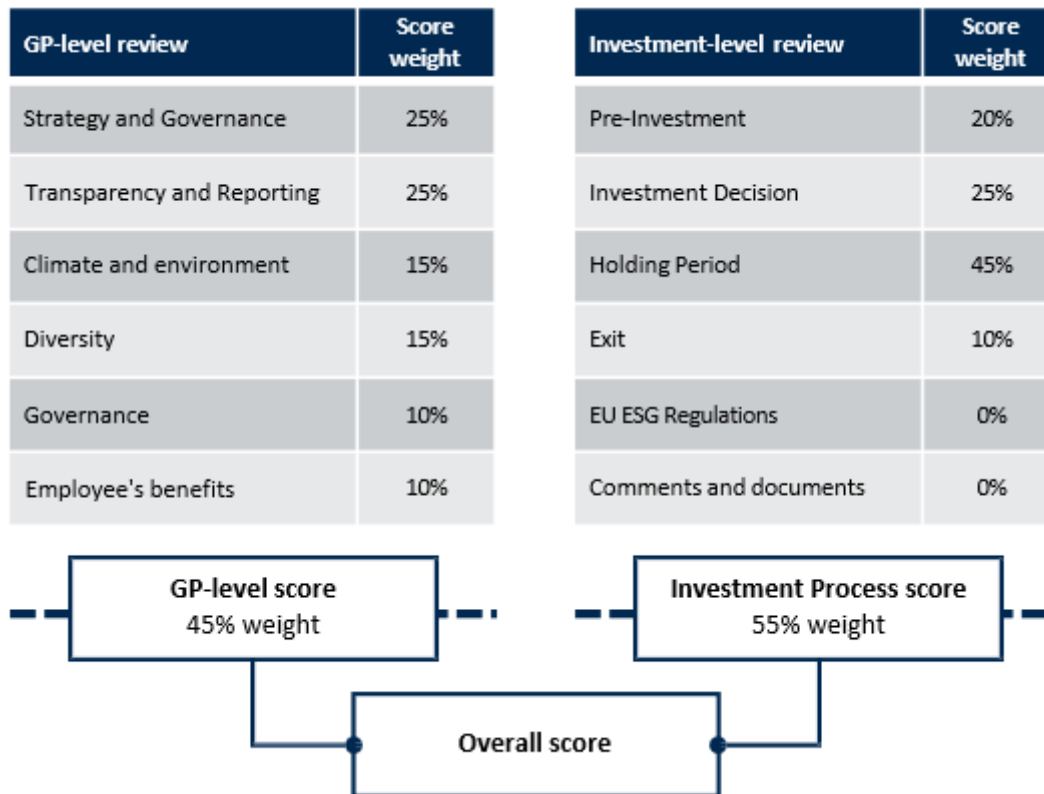 GP-level review
Score
weight
Strategy and Governance 25%
Transparency and Reporting 25%
Climate and environment 15%
Diversity 15%
Governance 10%
Employee's benefits 10%
Investment-level review
Score
weight
Pre-Investment 20%
Investment Decision 25%
Holding Period 45%
Exit 10%
EU ESG Regulations 0%
Comments and documents 0%
GP-level score
45% weight
Investment Process score
55% weight
Overall score